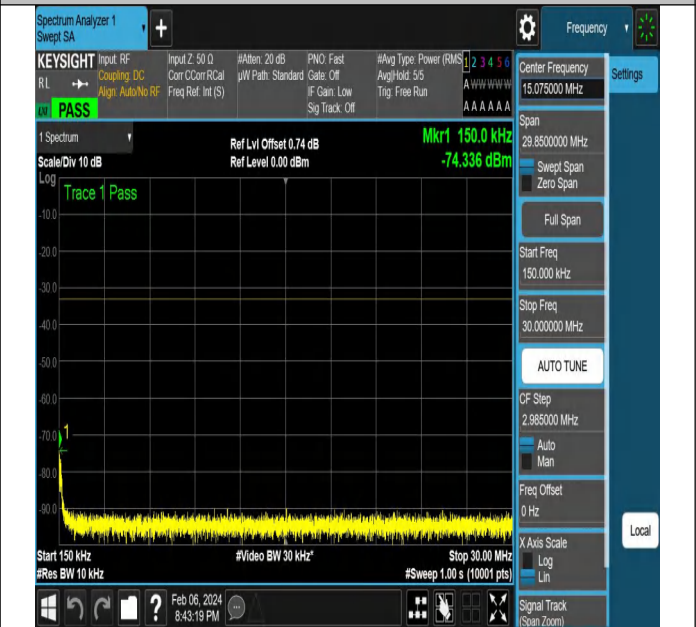 Spectrum Analyzer 1
Swept SA
+
Frequency
KEYSIGHT
RL
PASS
Input: RF
Coupling: DC
Align: Auto/No RF
Input Z: 50 Ω
Corr CCorr RCal
Freq Ref: Int (S)
#Atten: 20 dB
µW Path: Standard
PNO: Fast
Gate: Off
IF Gain: Low
Sig Track: Off
#Avg Type: Power (RMS
Avg|Hold: 5/5
Trig: Free Run
1 2 3 4 5 6
A W W W W W
A A A A A A
1 Spectrum
Scale/Div 10 dB
Ref Lvl Offset 0.74 dB
Ref Level 0.00 dBm
Mkr1 150.0 kHz
-74.336 dBm
Log
Trace 1 Pass
-10.0
-20.0
-30.0
-40.0
-50.0
-60.0
-70.0
1
-80.0
-90.0
Start 150 kHz
#Video BW 30 kHz*
Stop 30.00 MHz
#Res BW 10 kHz
#Sweep 1.00 s (10001 pts)
?
Feb 06, 2024
8:43:19 PM
Center Frequency
15.075000 MHz
Settings
Span
29.8500000 MHz
Swept Span
Zero Span
Full Span
Start Freq
150.000 kHz
Stop Freq
30.000000 MHz
AUTO TUNE
CF Step
2.985000 MHz
Auto
Man
Freq Offset
0 Hz
X Axis Scale
Log
Lin
Local
Signal Track
(Span Zoom)